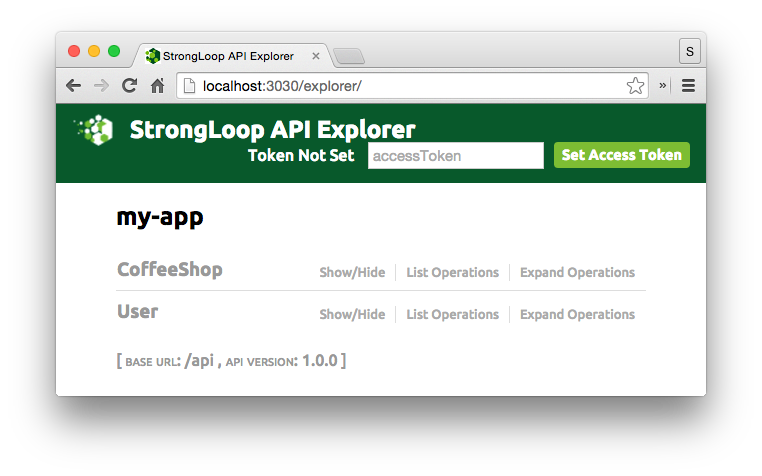 StrongLoop API Explorer
S
localhost:3030/explorer/
»
StrongLoop API Explorer
Token Not Set accessToken Set Access Token
my-app
CoffeeShop Show/Hide List Operations Expand Operations
User Show/Hide List Operations Expand Operations
[ BASE URL: /api , API VERSION: 1.0.0 ]